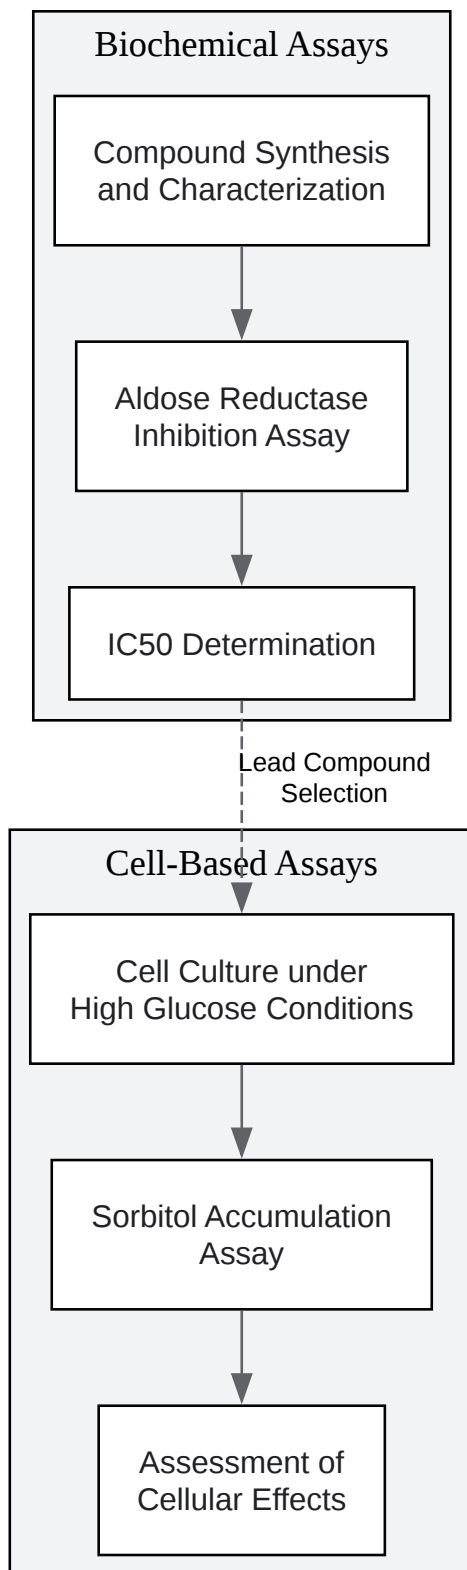 Biochemical Assays
Compound Synthesis
and Characterization
Aldose Reductase
Inhibition Assay
IC50 Determination
Lead Compound
Selection
Cell-Based Assays
Cell Culture under
High Glucose Conditions
Sorbitol Accumulation
Assay
Assessment of
Cellular Effects